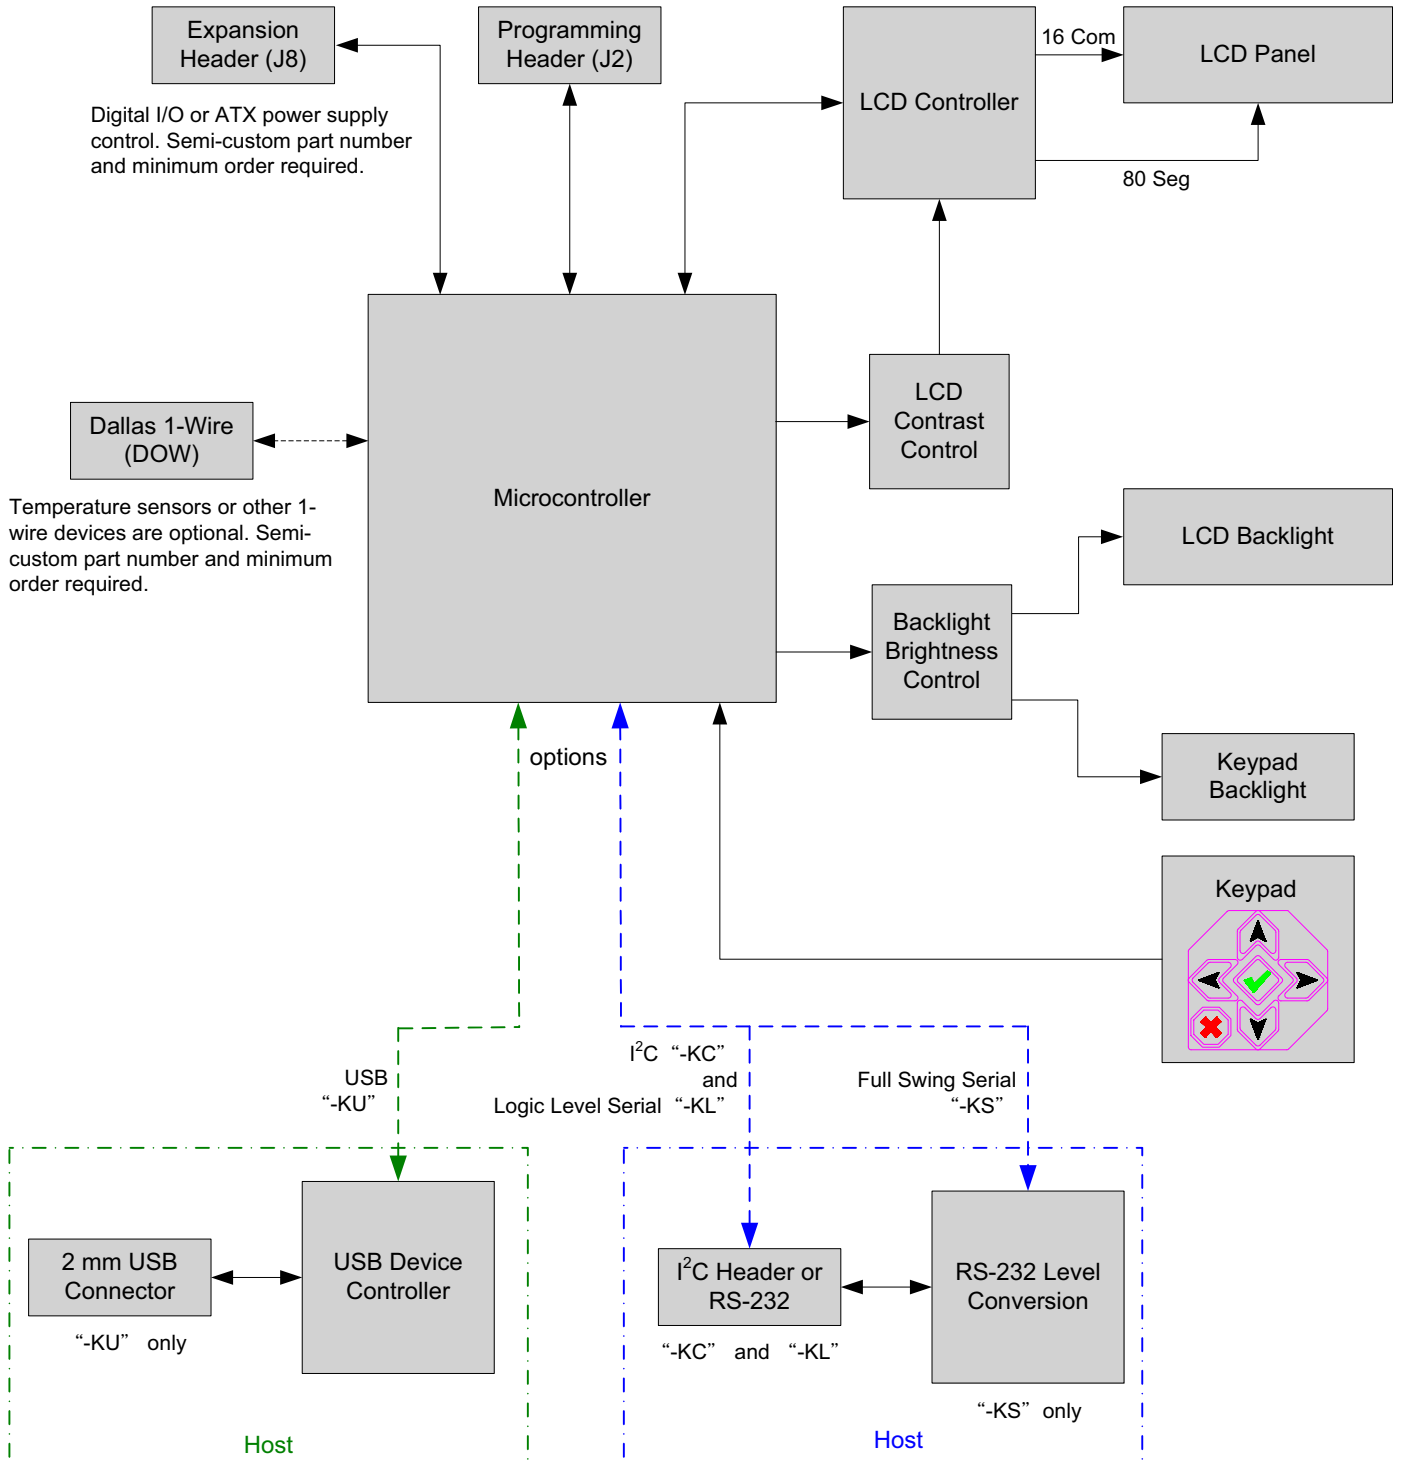 Expansion
Header (J8)
Programming
Header (J2)
LCD Controller
16 Com
LCD Panel
80 Seg
Digital I/O or ATX power supply
control. Semi-custom part number
and minimum order required.
LCD
Contrast
Control
Dallas 1-Wire
(DOW)
Microcontroller
Temperature sensors or other 1-
wire devices are optional. Semi-
custom part number and minimum
order required.
LCD Backlight
Backlight
Brightness
Control
options
Keypad
Backlight
Keypad
USB
“-KU”
I²C “-KC”
and
Logic Level Serial “-KL”
Full Swing Serial
“-KS”
2 mm USB
Connector
“-KU” only
USB Device
Controller
Host
I²C Header or
RS-232
“-KC” and “-KL”
RS-232 Level
Conversion
“-KS” only
Host